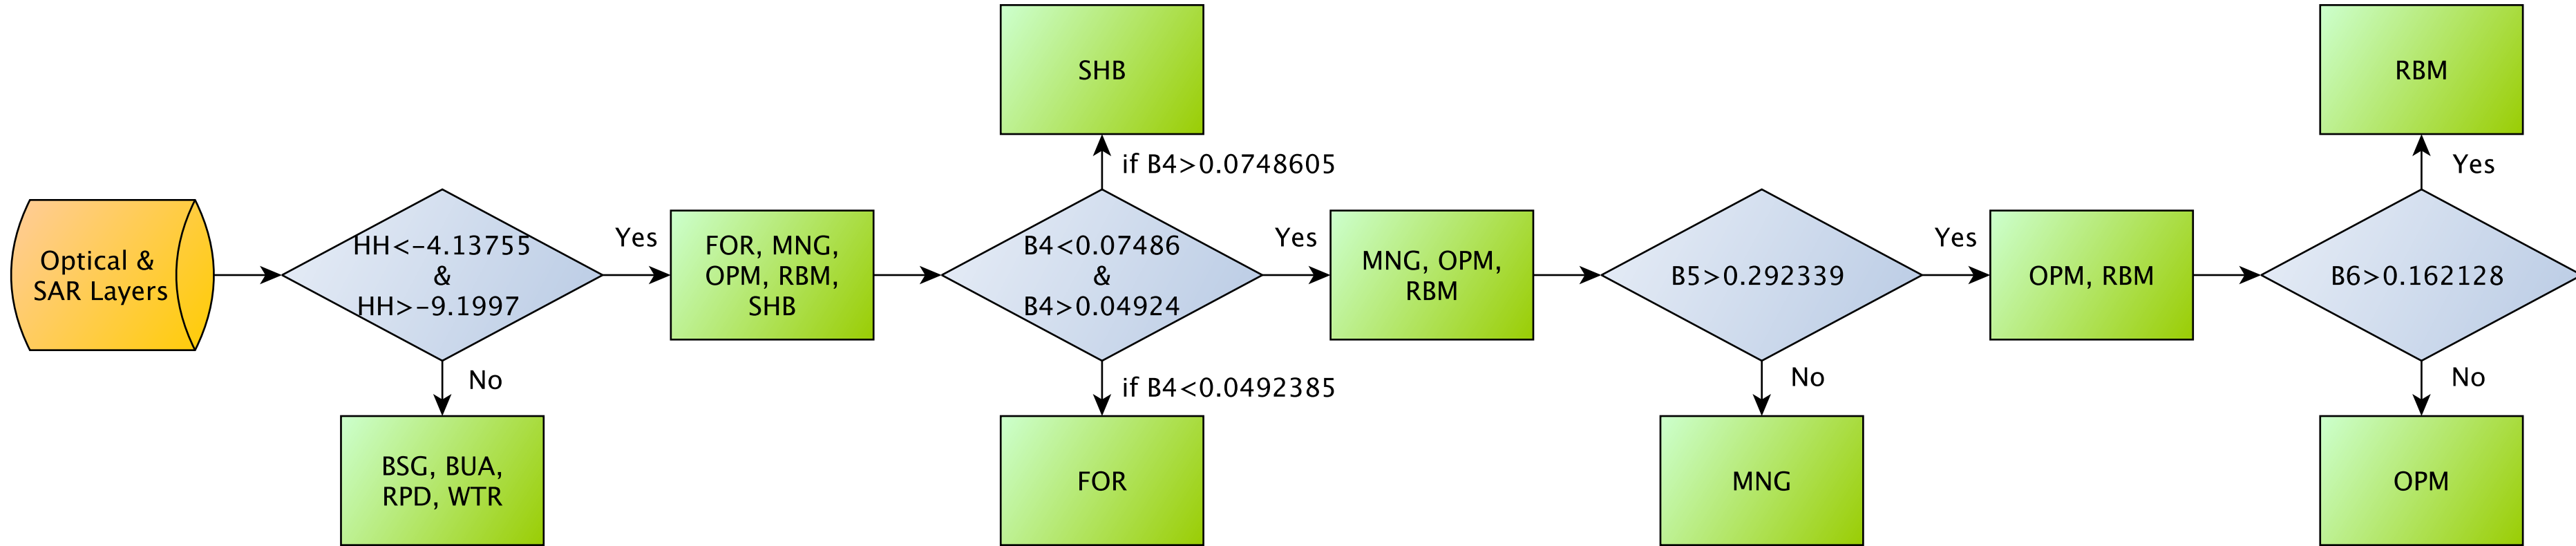 Optical &
SAR Layers
HH<-4.13755
&
HH>-9.1997
No
BSG, BUA,
RPD, WTR
Yes
FOR, MNG,
OPM, RBM,
SHB
B4<0.07486
&
B4>0.04924
if B4>0.0748605
SHB
if B4<0.0492385
FOR
Yes
MNG, OPM,
RBM
B5>0.292339
No
MNG
Yes
OPM, RBM
B6>0.162128
Yes
RBM
No
OPM